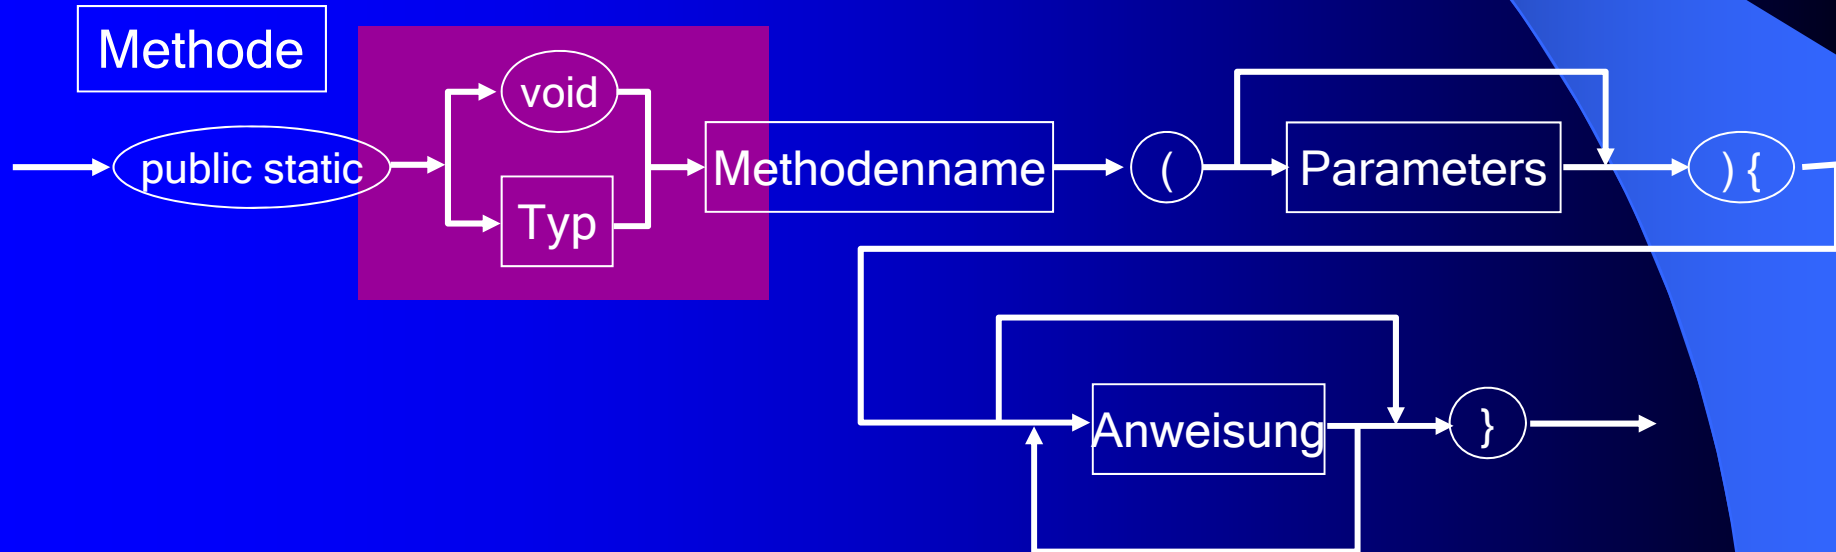 Methode
public static
void
Typ
Methodenname
(
Parameters
) {
Anweisung
}